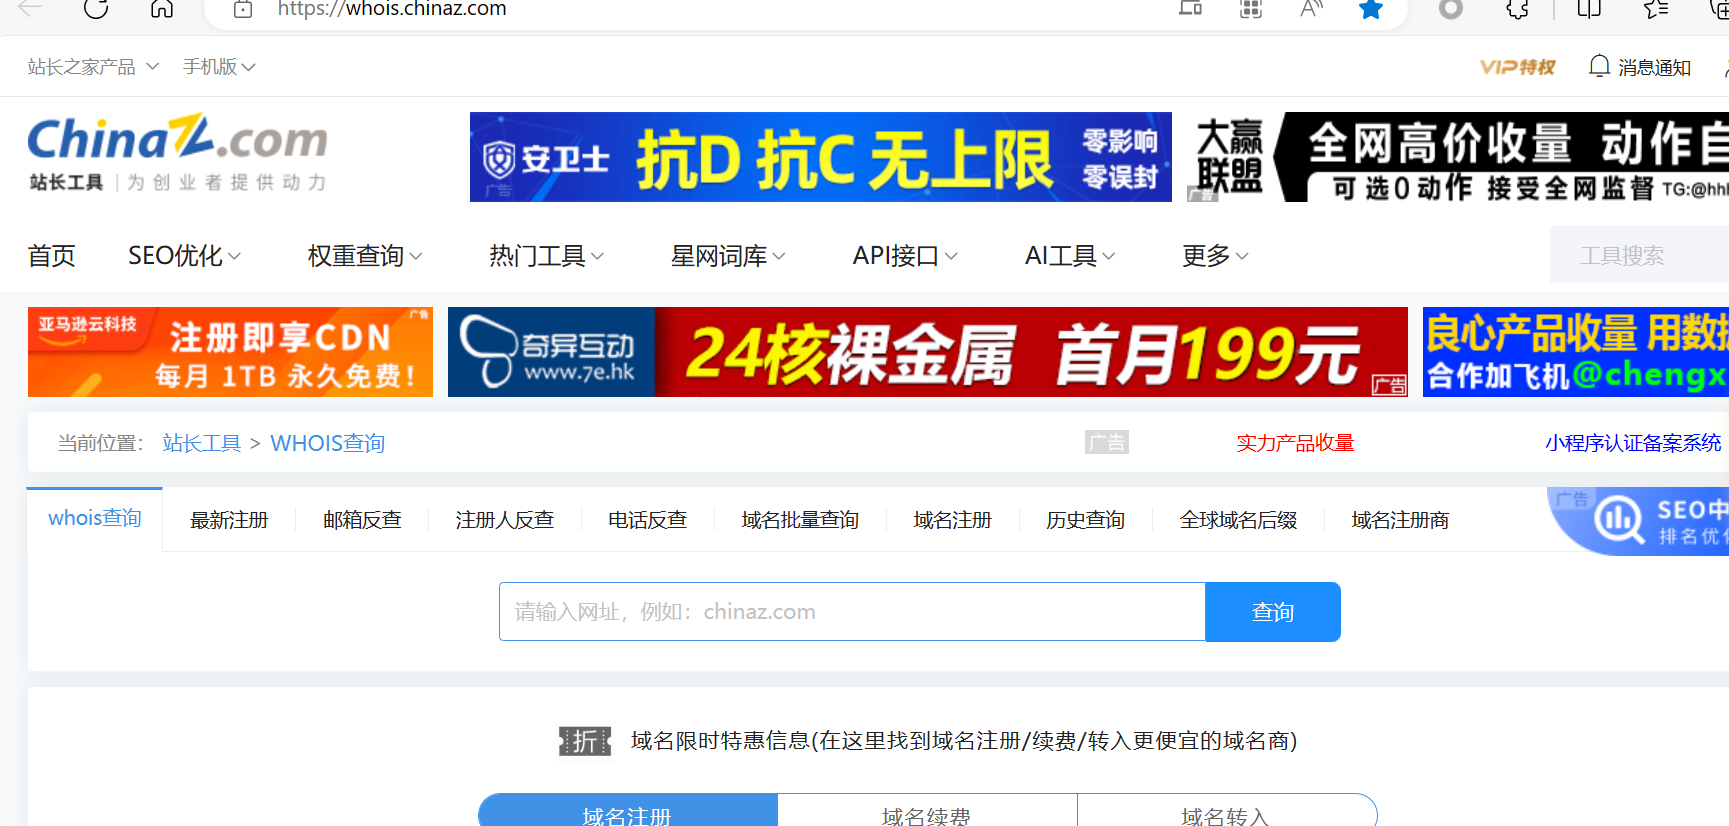 https://whois.chinaz.com
站长之家产品 手机版 VIP特权 消息通知
ChinaZ.com
站长工具 | 为创业者提供动力
安卫士 抗D 抗C 无上限 零影响 零误封
广告
大赢联盟 全网高价收量 动作自
可选0动作 接受全网监督 TG:@hhl
广告
首页 SEO优化 权重查询 热门工具 星网词库 API接口 AI工具 更多 工具搜索
亚马逊云科技 注册即享CDN 广告
每月 1TB 永久免费!
奇异互动 www.7e.hk 24核裸金属 首月199元 广告
良心产品收量 用数据
合作加飞机@chengx
当前位置: 站长工具 > WHOIS查询 广告 实力产品收量 小程序认证备案系统
whois查询 最新注册 邮箱反查 注册人反查 电话反查 域名批量查询 域名注册 历史查询 全球域名后缀 域名注册商
广告 SEO中
排名优化
请输入网址，例如：chinaz.com 查询
折 域名限时特惠信息(在这里找到域名注册/续费/转入更便宜的域名商)
域名注册 域名续费 域名转入